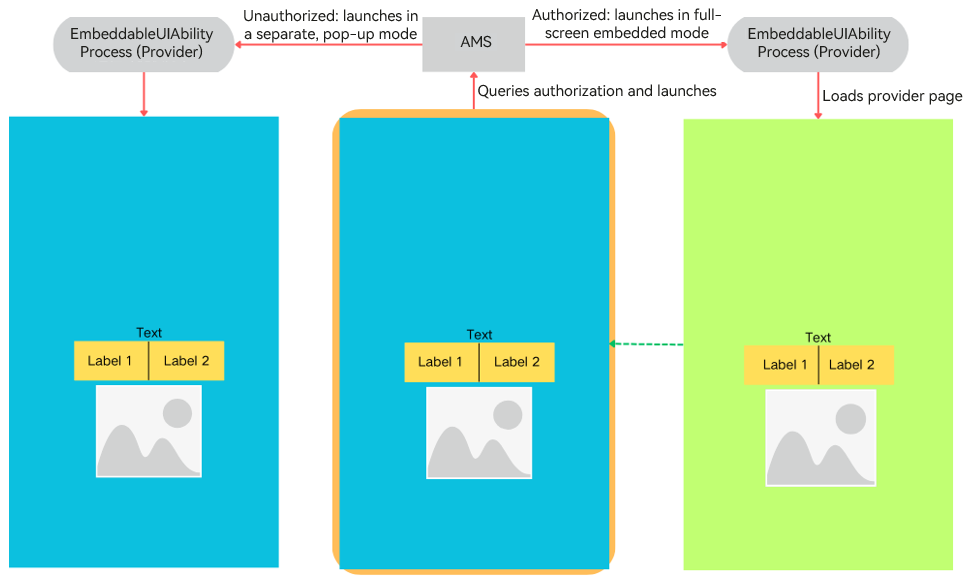 EmbeddableUIAbility
Process (Provider)
Unauthorized: launches in
a separate, pop-up mode
AMS
Authorized: launches in full-
screen embedded mode
EmbeddableUIAbility
Process (Provider)
Queries authorization and launches
Loads provider page
Text
Label 1
Label 2
Text
Label 1
Label 2
Text
Label 1
Label 2